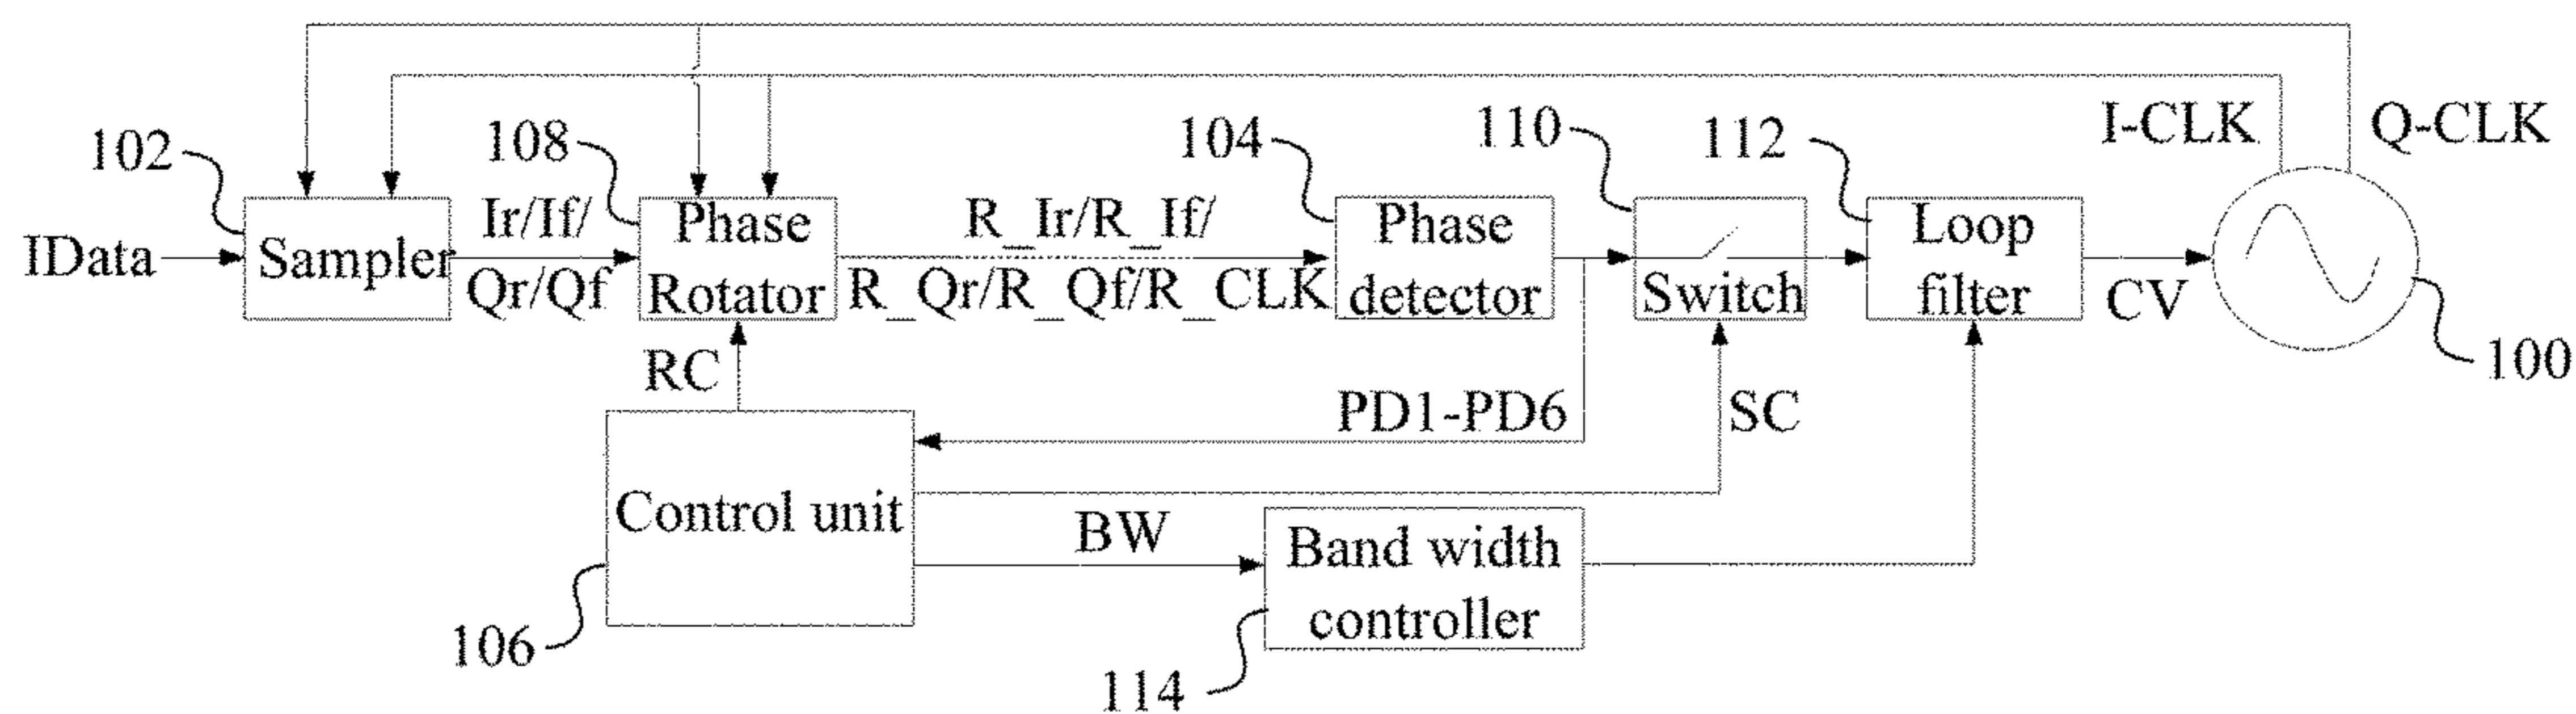 I-CLK
Q-CLK
102
108
104
110
112
IData
Sampler
Ir/If/
Qr/Qf
Phase
Rotator
R_Ir/R_If/
R_Qr/R_Qf/R_CLK
Phase
detector
Switch
Loop
filter
CV
100
RC
PD1-PD6
SC
Control unit
BW
Band width
controller
106
114